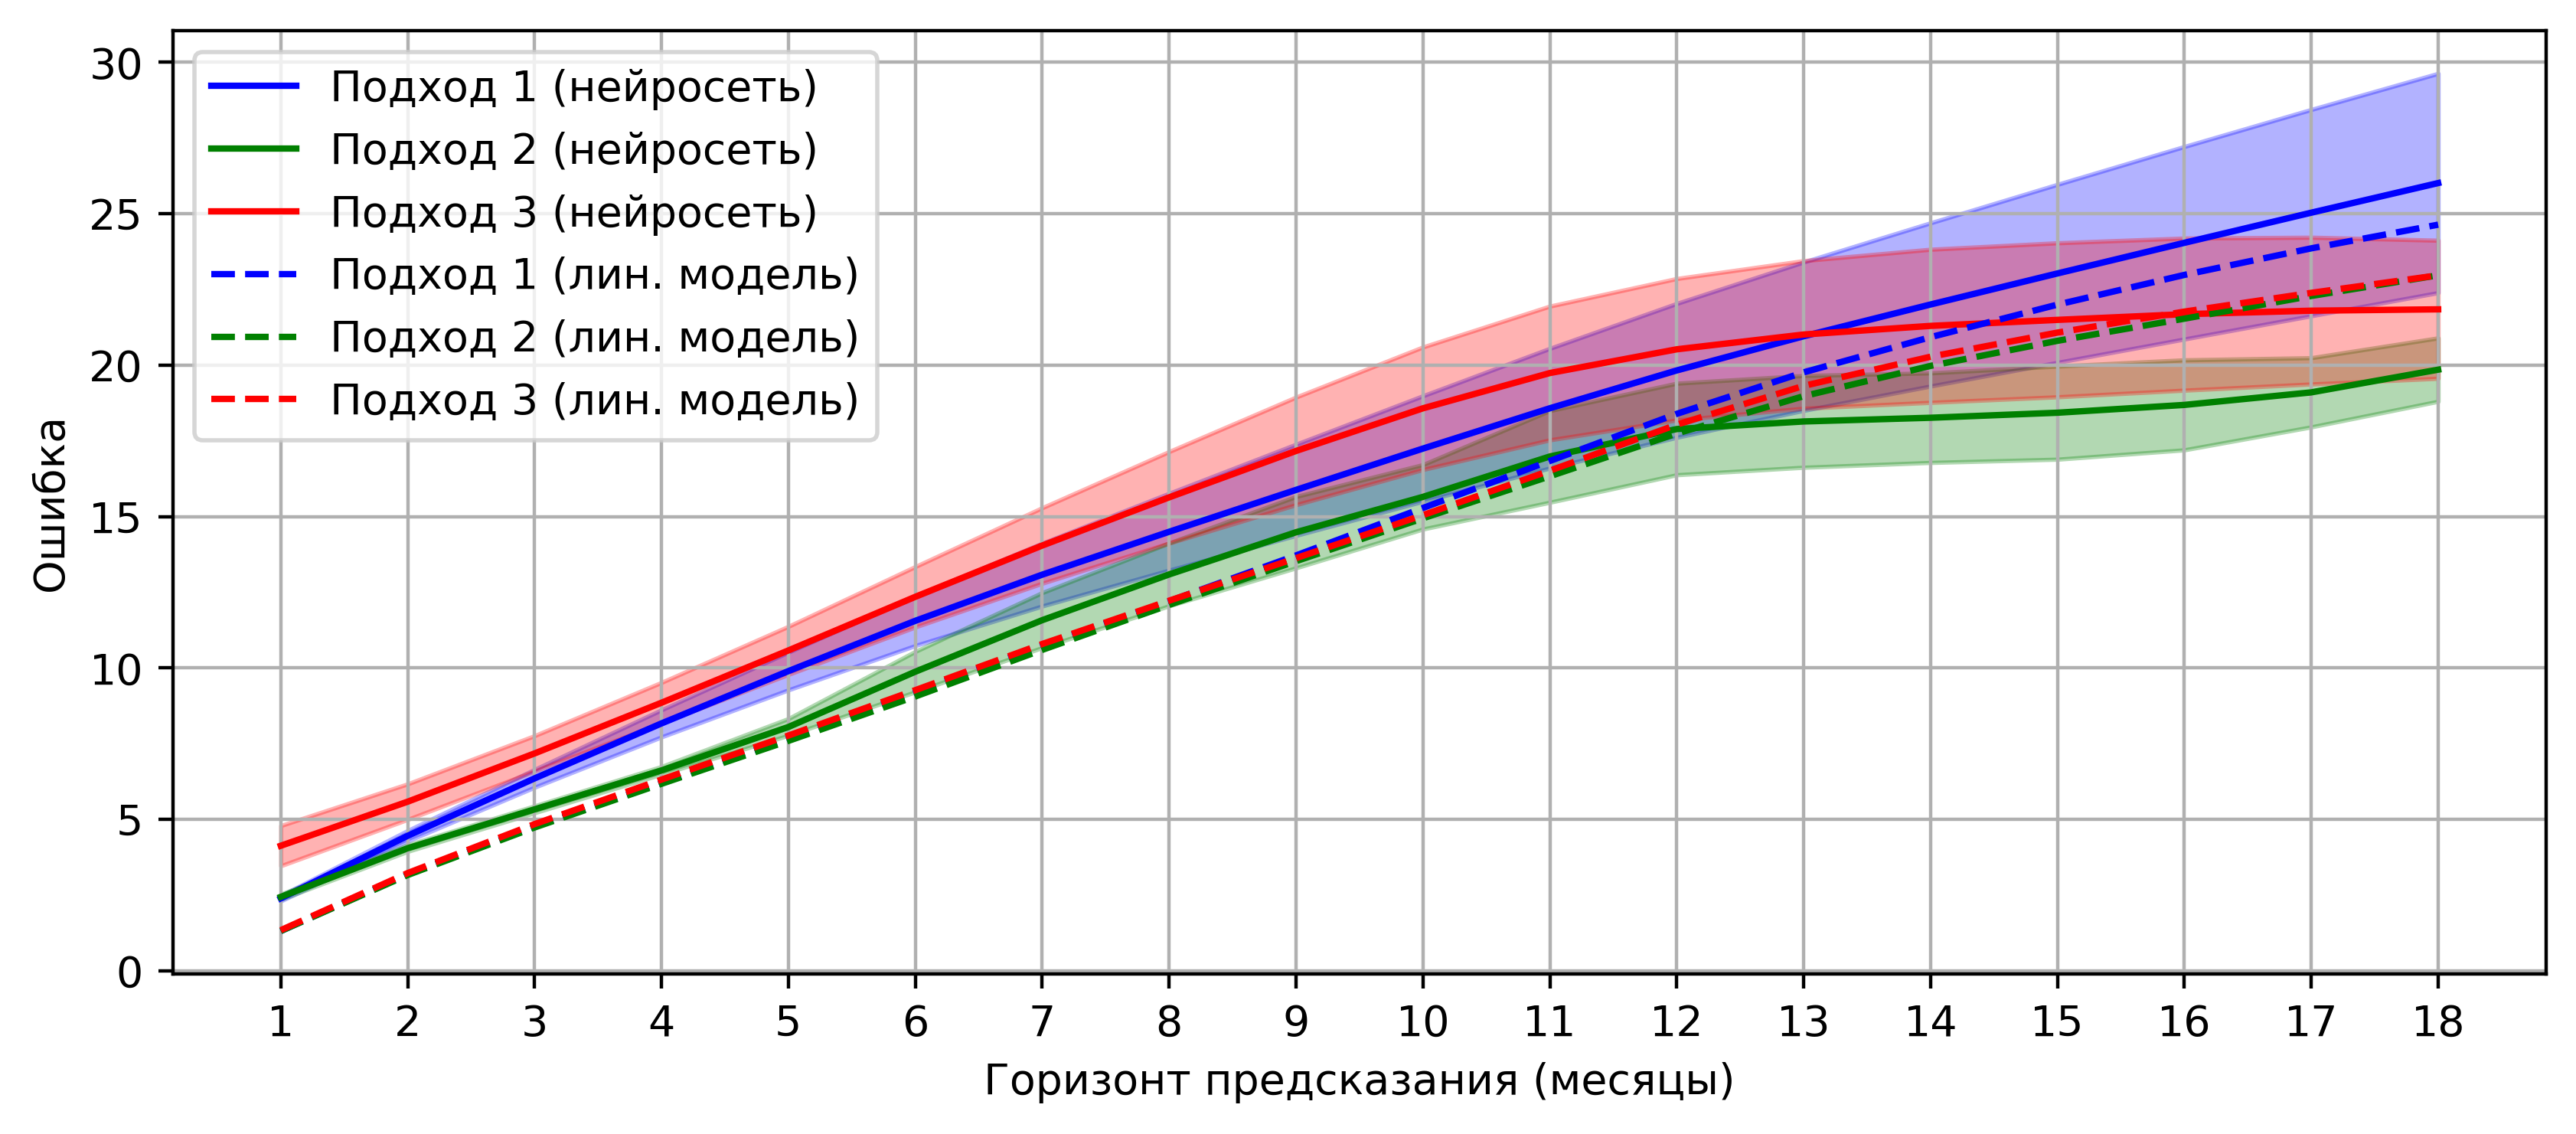 30
25
20
15
10
5
0
Ошибка
Подход 1 (нейросеть)
Подход 2 (нейросеть)
Подход 3 (нейросеть)
Подход 1 (лин. модель)
Подход 2 (лин. модель)
Подход 3 (лин. модель)
1 2 3 4 5 6 7 8 9 10 11 12 13 14 15 16 17 18
Горизонт предсказания (месяцы)